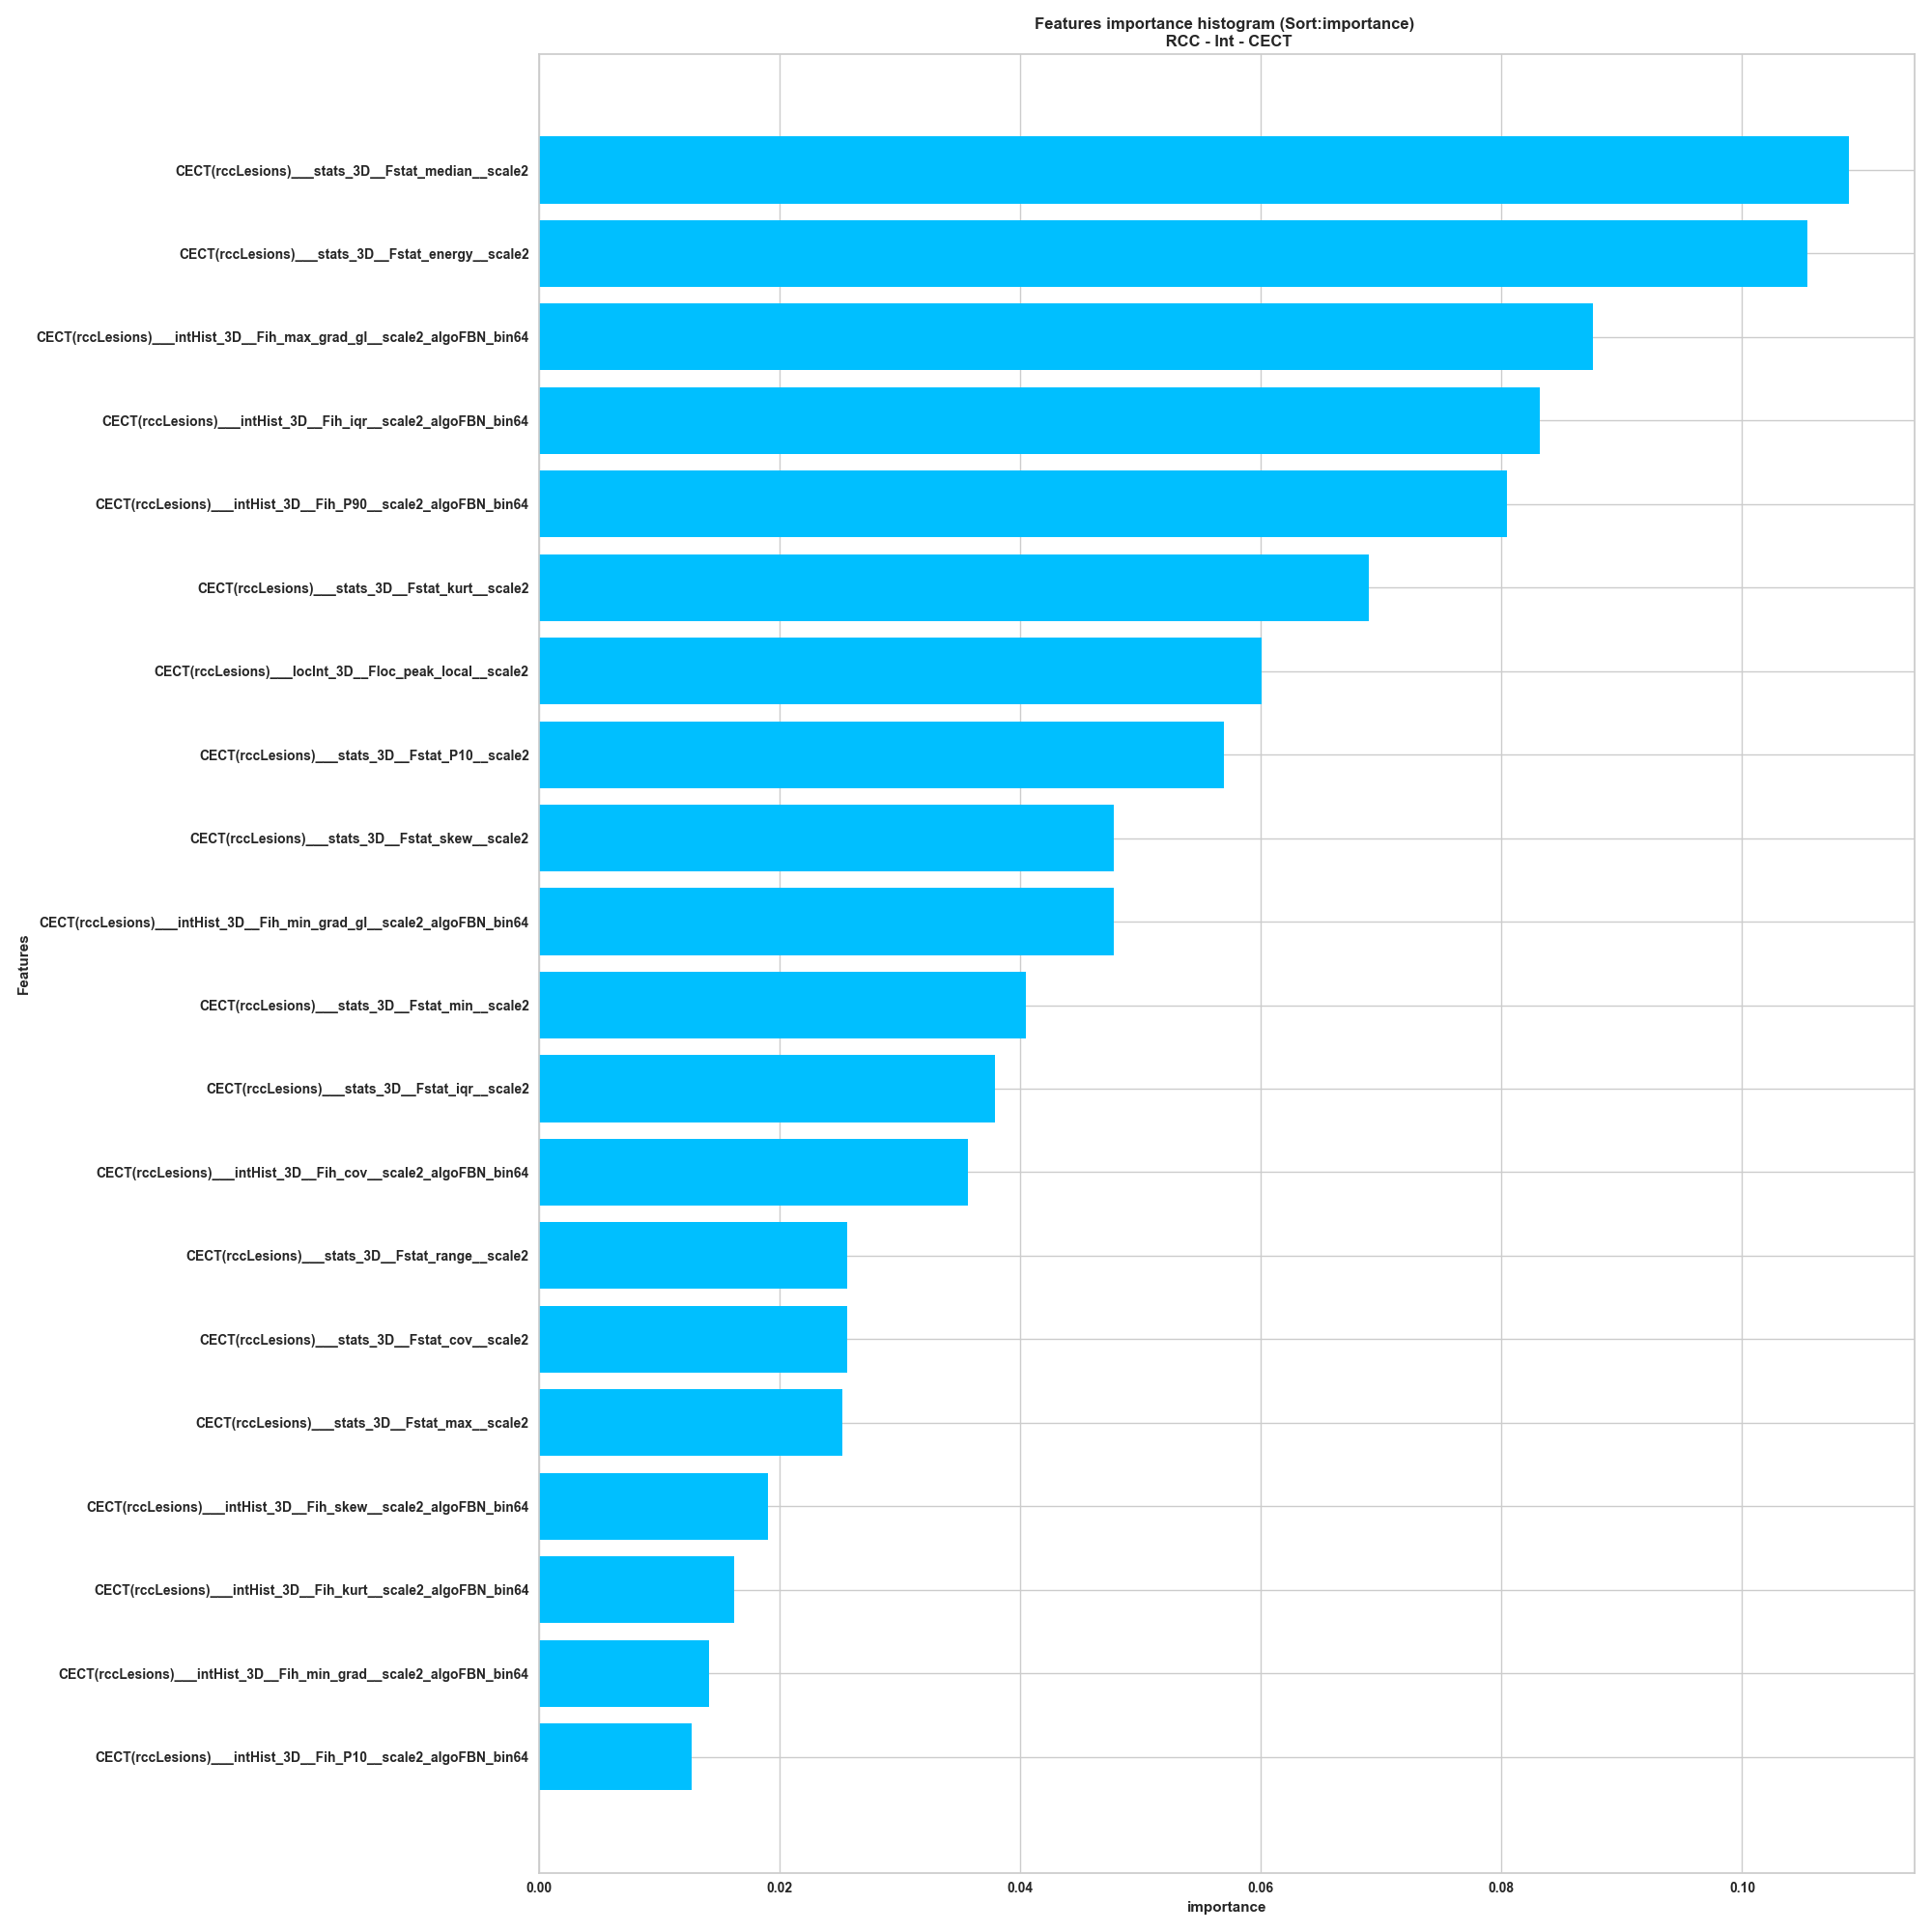 Features importance histogram (Sort:importance)
RCC - Int - CECT
CECT(rccLesions)___stats_3D__Fstat_median__scale2
CECT(rccLesions)___stats_3D__Fstat_energy__scale2
CECT(rccLesions)___intHist_3D__Fih_max_grad_gl__scale2_algoFBN_bin64
CECT(rccLesions)___intHist_3D__Fih_iqr__scale2_algoFBN_bin64
CECT(rccLesions)___intHist_3D__Fih_P90__scale2_algoFBN_bin64
CECT(rccLesions)___stats_3D__Fstat_kurt__scale2
CECT(rccLesions)___locInt_3D__Floc_peak_local__scale2
CECT(rccLesions)___stats_3D__Fstat_P10__scale2
CECT(rccLesions)___stats_3D__Fstat_skew__scale2
CECT(rccLesions)___intHist_3D__Fih_min_grad_gl__scale2_algoFBN_bin64
CECT(rccLesions)___stats_3D__Fstat_min__scale2
CECT(rccLesions)___stats_3D__Fstat_iqr__scale2
CECT(rccLesions)___intHist_3D__Fih_cov__scale2_algoFBN_bin64
CECT(rccLesions)___stats_3D__Fstat_range__scale2
CECT(rccLesions)___stats_3D__Fstat_cov__scale2
CECT(rccLesions)___stats_3D__Fstat_max__scale2
CECT(rccLesions)___intHist_3D__Fih_skew__scale2_algoFBN_bin64
CECT(rccLesions)___intHist_3D__Fih_kurt__scale2_algoFBN_bin64
CECT(rccLesions)___intHist_3D__Fih_min_grad__scale2_algoFBN_bin64
CECT(rccLesions)___intHist_3D__Fih_P10__scale2_algoFBN_bin64
Features
0.00 0.02 0.04 0.06 0.08 0.10
importance